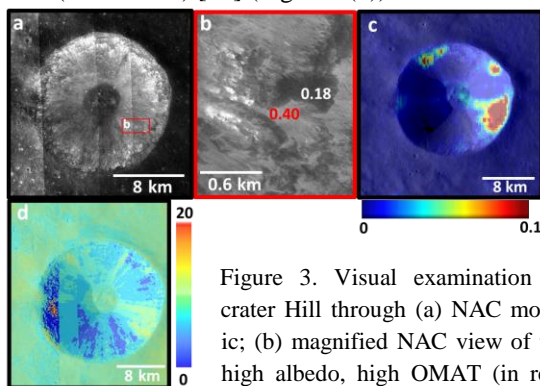 a
b
8 km
b
0.18
0.40
0.6 km
c
8 km
0
0.1
d
20
0
8 km
Figure 3. Visual examination
crater Hill through (a) NAC mo
ic; (b) magnified NAC view of
high albedo, high OMAT (in re